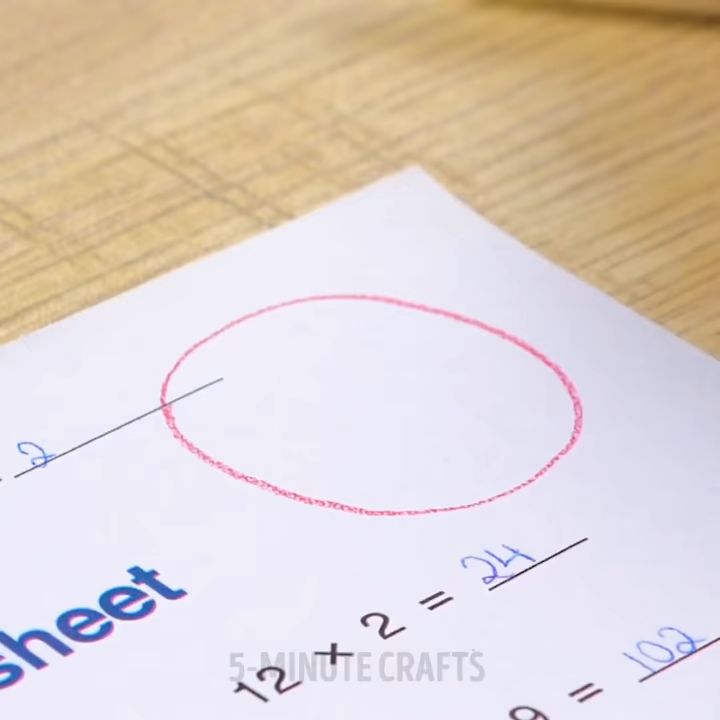 2
sheet
12 × 2 = 24
9 = 102
5-MINUTE CRAFTS